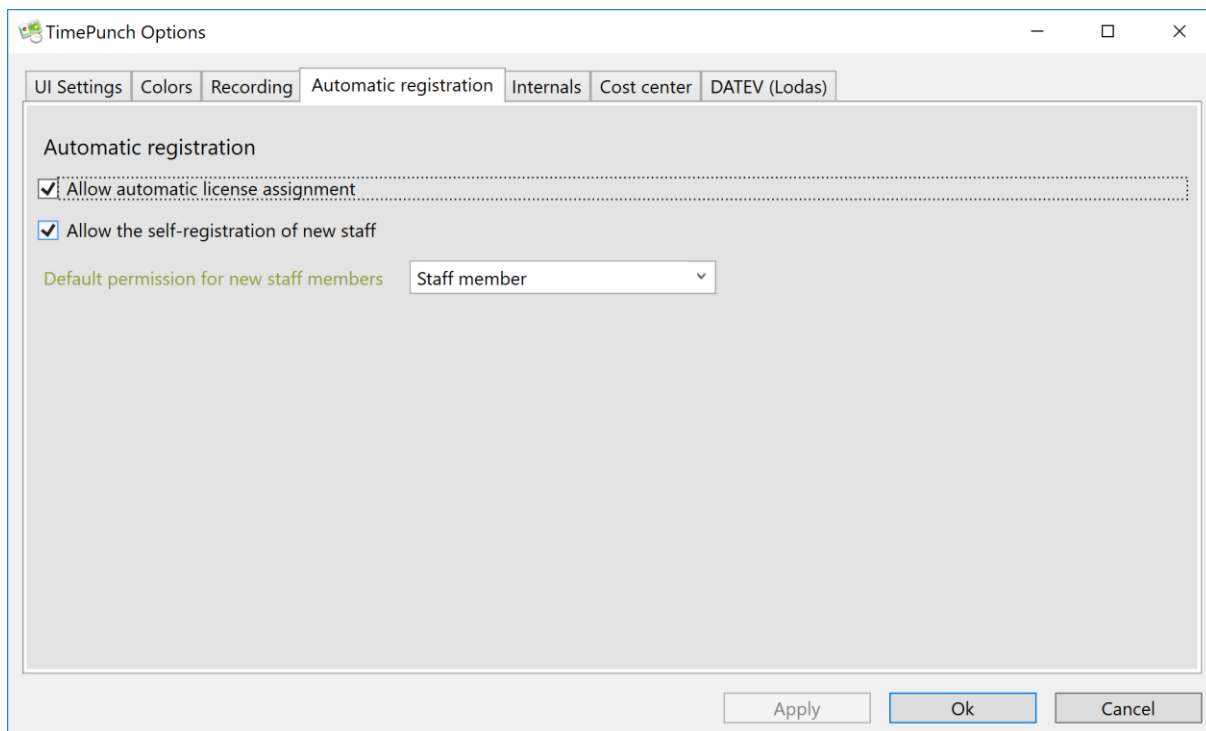 TimePunch Options
UI Settings Colors Recording Automatic registration Internals Cost center DATEV (Lodas)
Automatic registration
Allow automatic license assignment
Allow the self-registration of new staff
Default permission for new staff members Staff member
Apply Ok Cancel